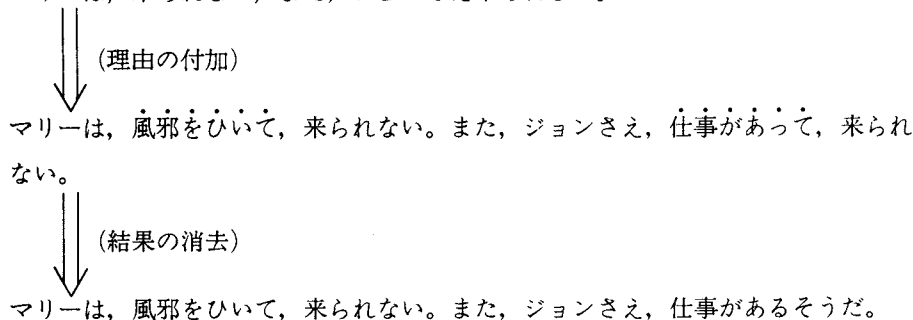 (理由の付加)
マリーは，風邪をひいて，来られない。また，ジョンさえ，仕事があって，来られ
ない。
(結果の消去)
マリーは，風邪をひいて，来られない。また，ジョンさえ，仕事があるそうだ。